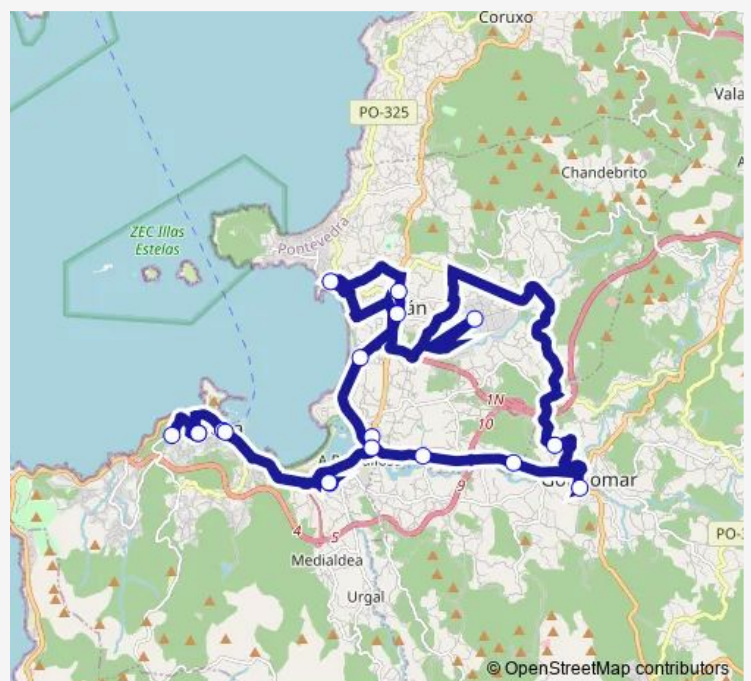 Coruxo
PO-325
Vala
Chandebrito
ZEC Illas
Estelas
Pontevedra
án
1N
10
9
omar
4
5
PO-
Medialdea
Urgal
© OpenStreetMap contributors